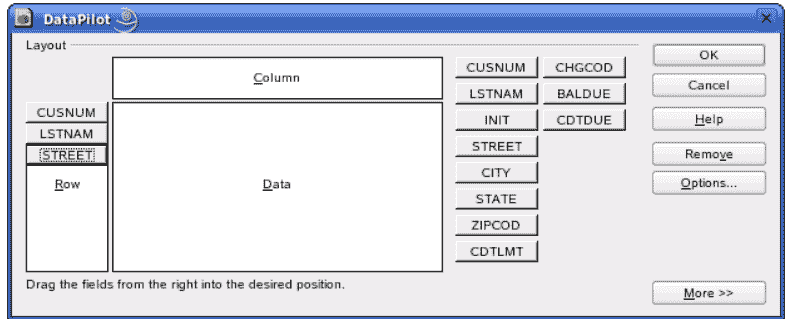 DataPilot
Layout
Column
CUSNUM
LSTNAM
STREET
Row
Data
CUSNUM
LSTNAM
INIT
STREET
CITY
STATE
ZIPCOD
CDTLMT
CHGCOD
BALDUE
CDTDUE
OK
Cancel
Help
Remove
Options...
More >>
Drag the fields from the right into the desired position.